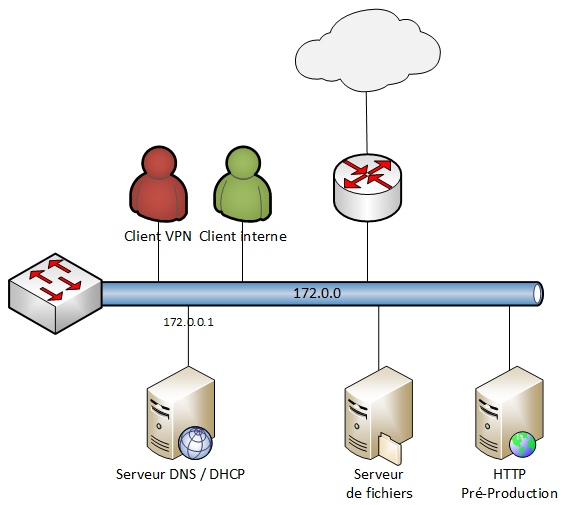 Client VPN Client interne
172.0.0
172.0.0.1
Serveur DNS / DHCP
Serveur
de fichiers
HTTP
Pré-Production